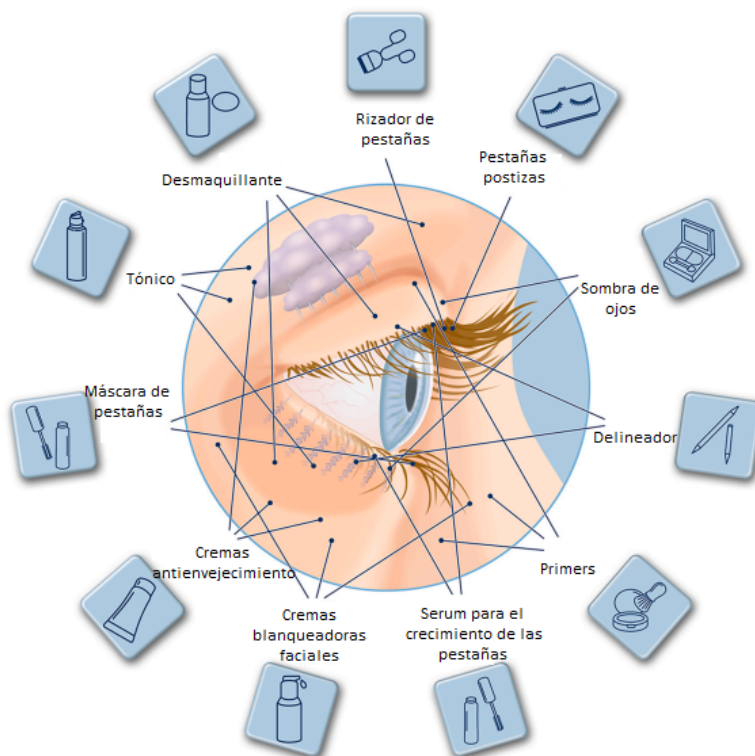 Rizador de
pestañas
Pestañas
postizas
Desmaquillante
Tónico
Sombra de
ojos
Máscara de
pestañas
Delineador
Cremas
antienvejecimiento
Primers
Cremas
blanqueadoras
faciales
Serum para el
crecimiento de las
pestañas